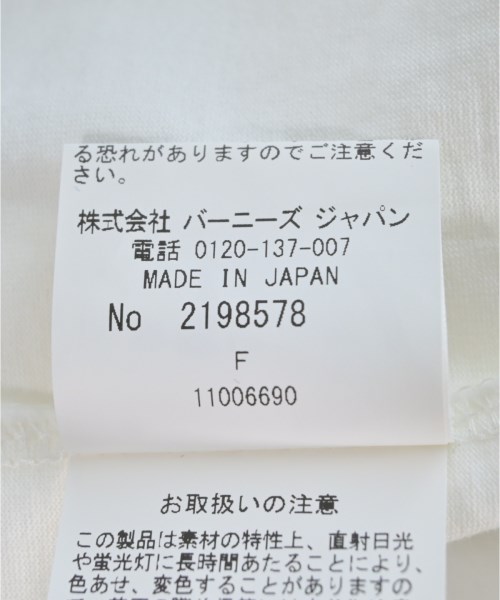 る恐れがありますのでご注意くだ
さい。
株式会社 バーニーズ ジャパン
電話 0120-137-007
MADE IN JAPAN
No 2198578
F
11006690
お取扱いの注意
この製品は素材の特性上、直射日光
や蛍光灯に長時間あたることにより、
色あせ、変色することがありますの